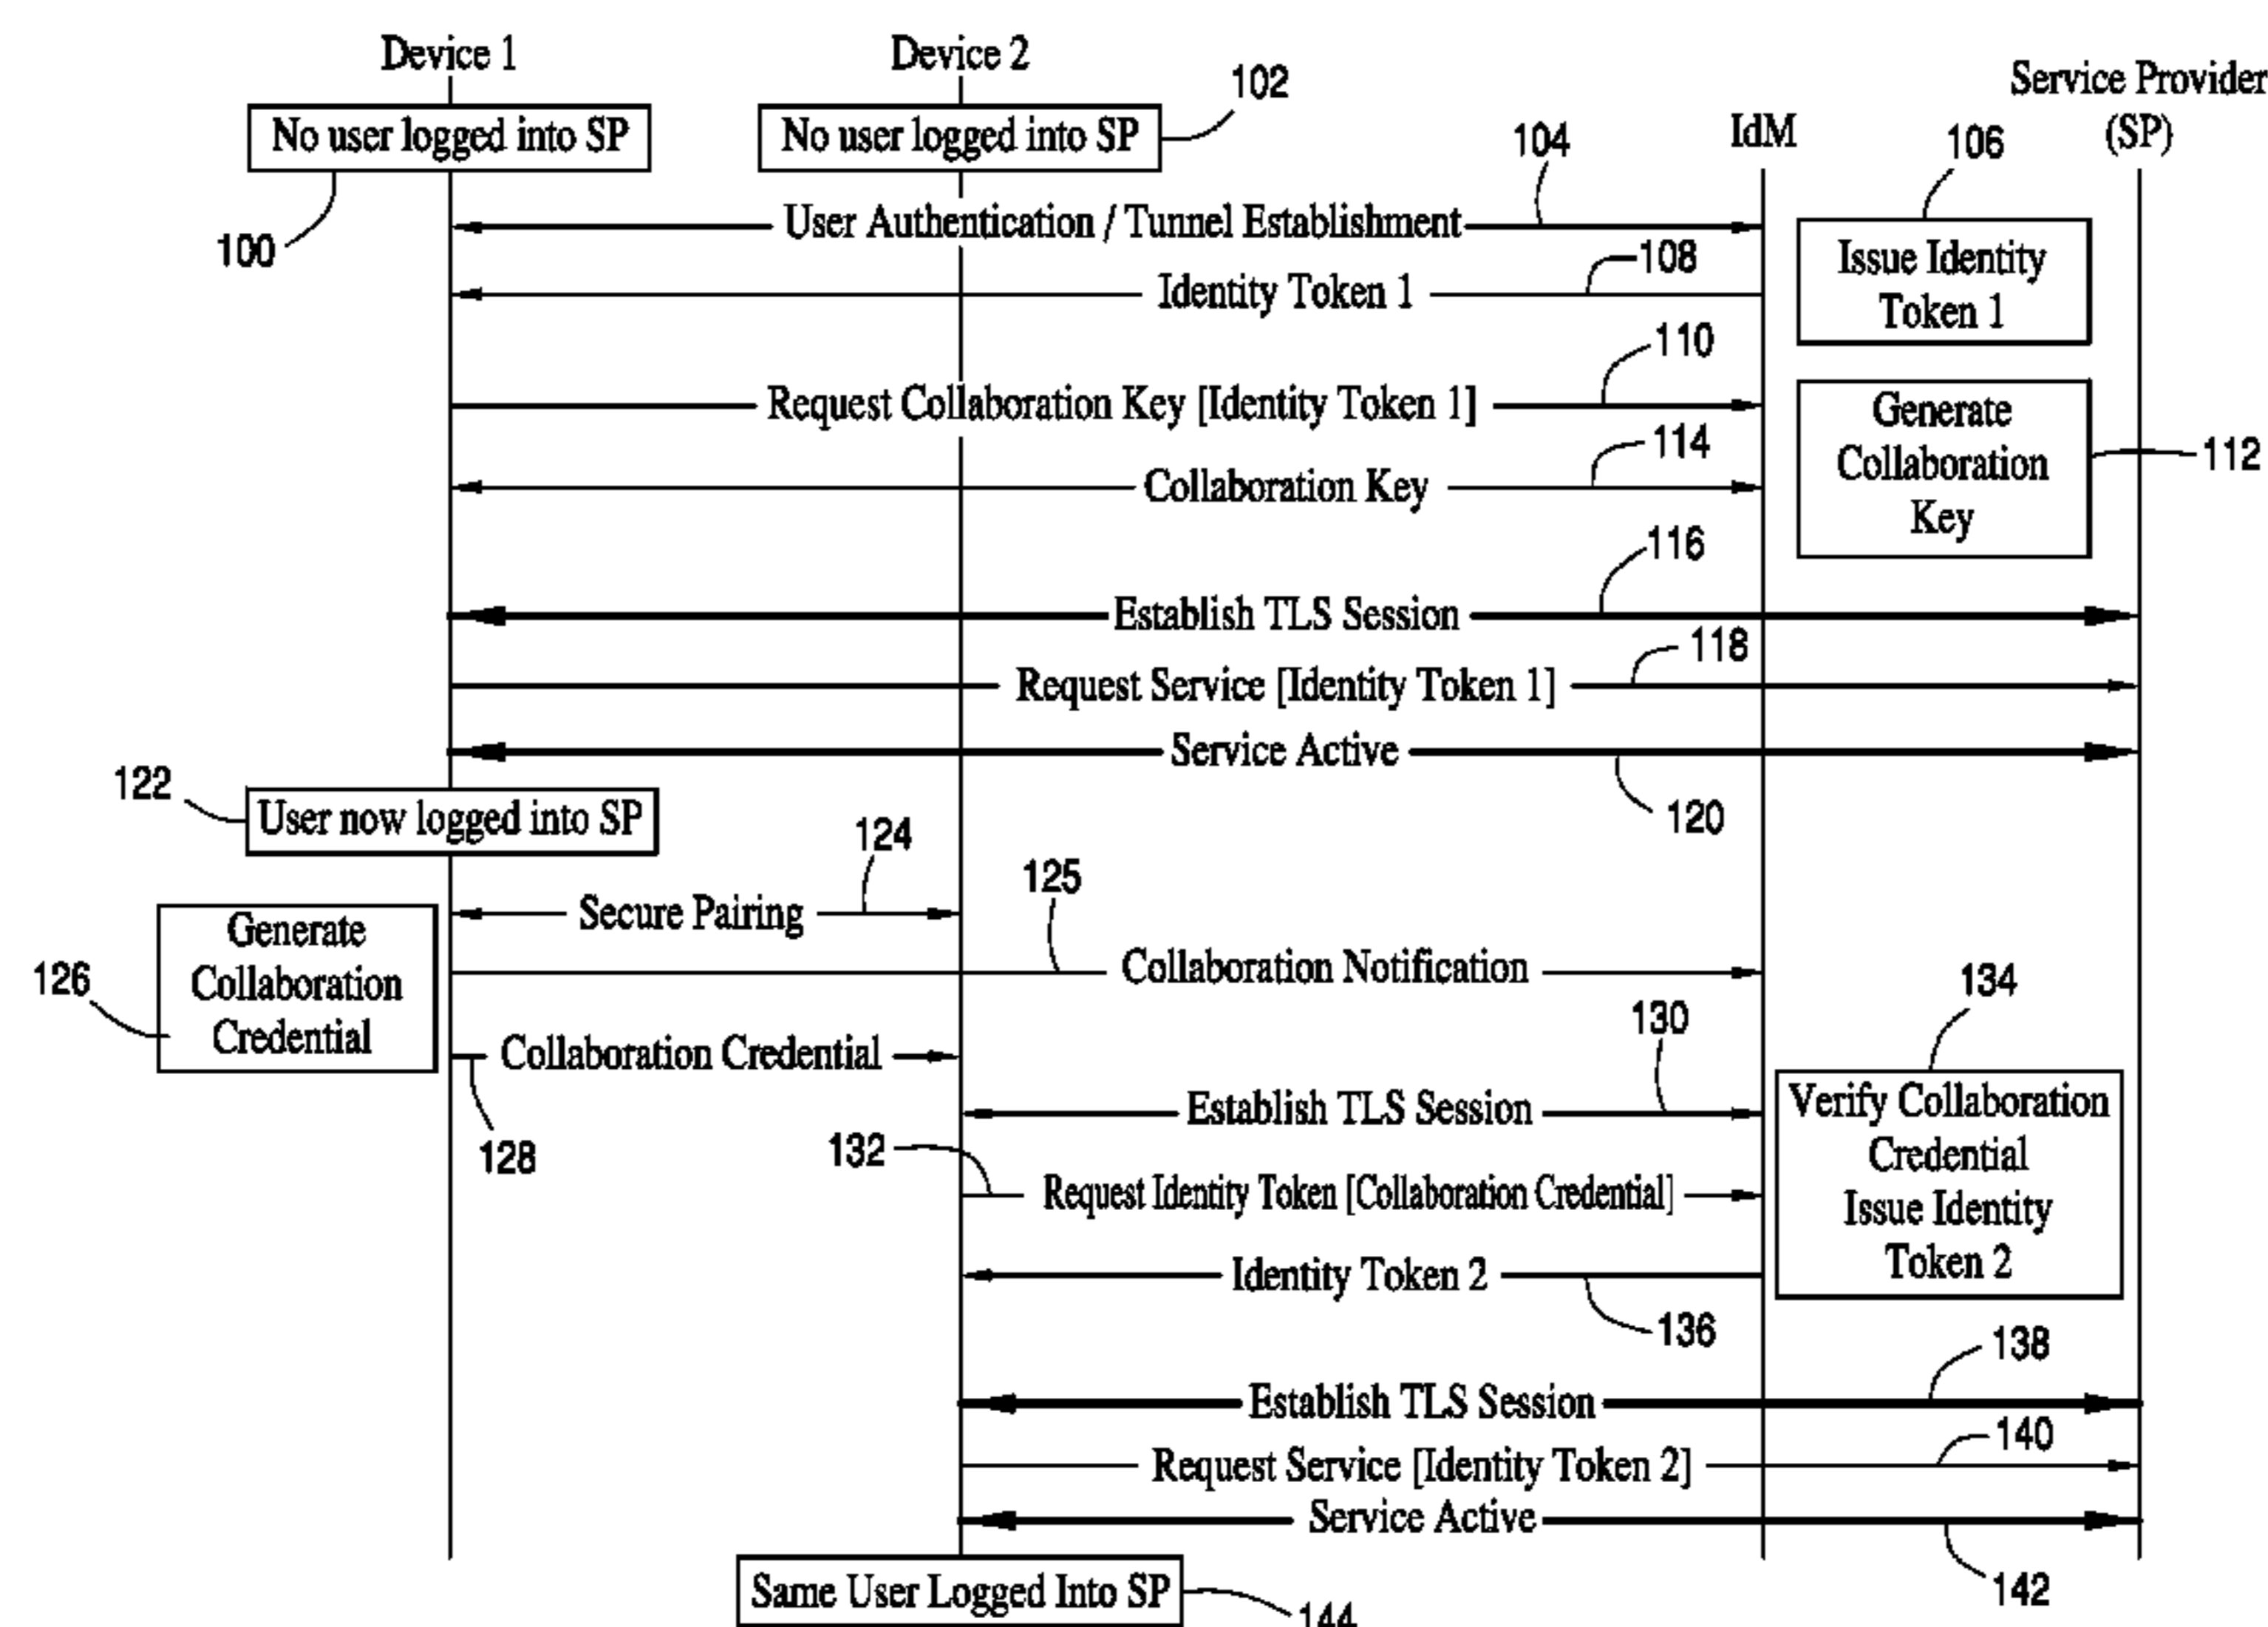 Device 1
Device 2
102
Service Provider
(SP)
IdM
No user logged into SP
No user logged into SP
104
106
User Authentication / Tunnel Establishment
100
108
Issue Identity
Token 1
Identity Token 1
110
Request Collaboration Key [Identity Token 1]
Generate
Collaboration
Key
114
112
Collaboration Key
116
Establish TLS Session
118
Request Service [Identity Token 1]
Service Active
122
120
User now logged into SP
124
125
Secure Pairing
Generate
Collaboration
Credential
126
Collaboration Notification
134
130
Collaboration Credential
128
Establish TLS Session
Verify Collaboration
Credential
Issue Identity
Token 2
132
Request Identity Token [Collaboration Credential]
Identity Token 2
136
138
Establish TLS Session
140
Request Service [Identity Token 2]
Service Active
142
Same User Logged Into SP
144